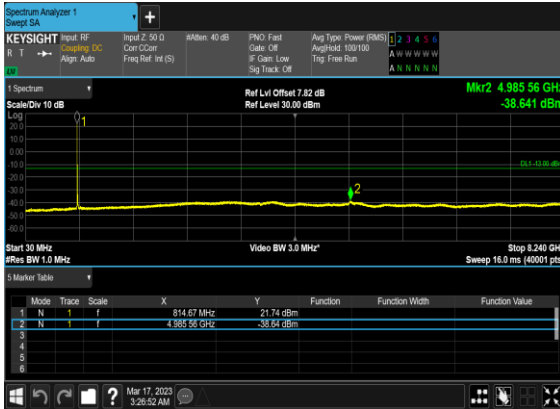 Spectrum Analyzer 1
Swept SA
+
KEYSIGHT
R T
LV
Input: RF
Coupling: DC
Align: Auto
Input Z: 50 Ω
Corr CCorr
Freq Ref: Int (S)
#Atten: 40 dB
PNO: Fast
Gate: Off
IF Gain: Low
Sig Track: Off
Avg Type: Power (RMS)
Avg|Hold: 100/100
Trig: Free Run
1 2 3 4 5 6
A W W W W W
A N N N N N
1 Spectrum
Scale/Div 10 dB
Ref Lvl Offset 7.82 dB
Ref Level 30.00 dBm
Mkr2 4.985 56 GHz
-38.641 dBm
Log
20.0
10.0
0.00
-10.0
-20.0
-30.0
-40.0
-50.0
-60.0
1
2
DL1 -13.00 dBm
Start 30 MHz
#Res BW 1.0 MHz
Video BW 3.0 MHz*
Stop 8.240 GHz
Sweep 16.0 ms (40001 pts)
5 Marker Table
Mode Trace Scale X Y Function Function Width Function Value
1 N 1 f 814.67 MHz 21.74 dBm
2 N 1 f 4.985 56 GHz -38.64 dBm
3
4
5
6
?
Mar 17, 2023
3:26:52 AM